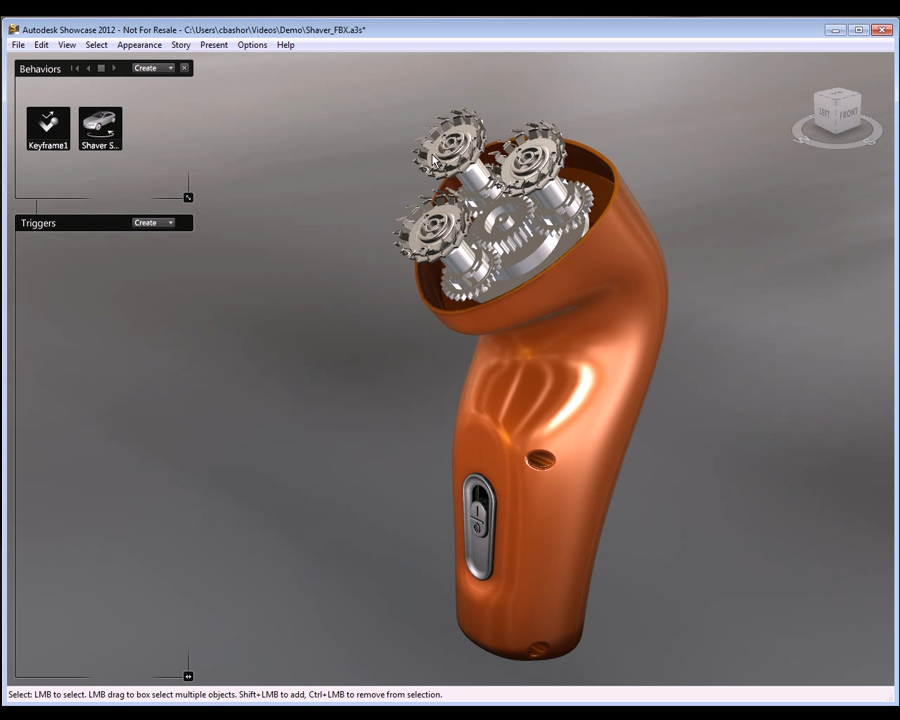 Autodesk Showcase 2012 - Not For Resale - C:\Users\cbashor\Videos\Demo\Shaver_FBX.a3s*
File Edit View Select Appearance Story Present Options Help
Behaviors Create
Keyframe1 Shaver S...
Triggers Create
LEFT FRONT
Select: LMB to select. LMB drag to box select multiple objects. Shift+LMB to add, Ctrl+LMB to remove from selection.